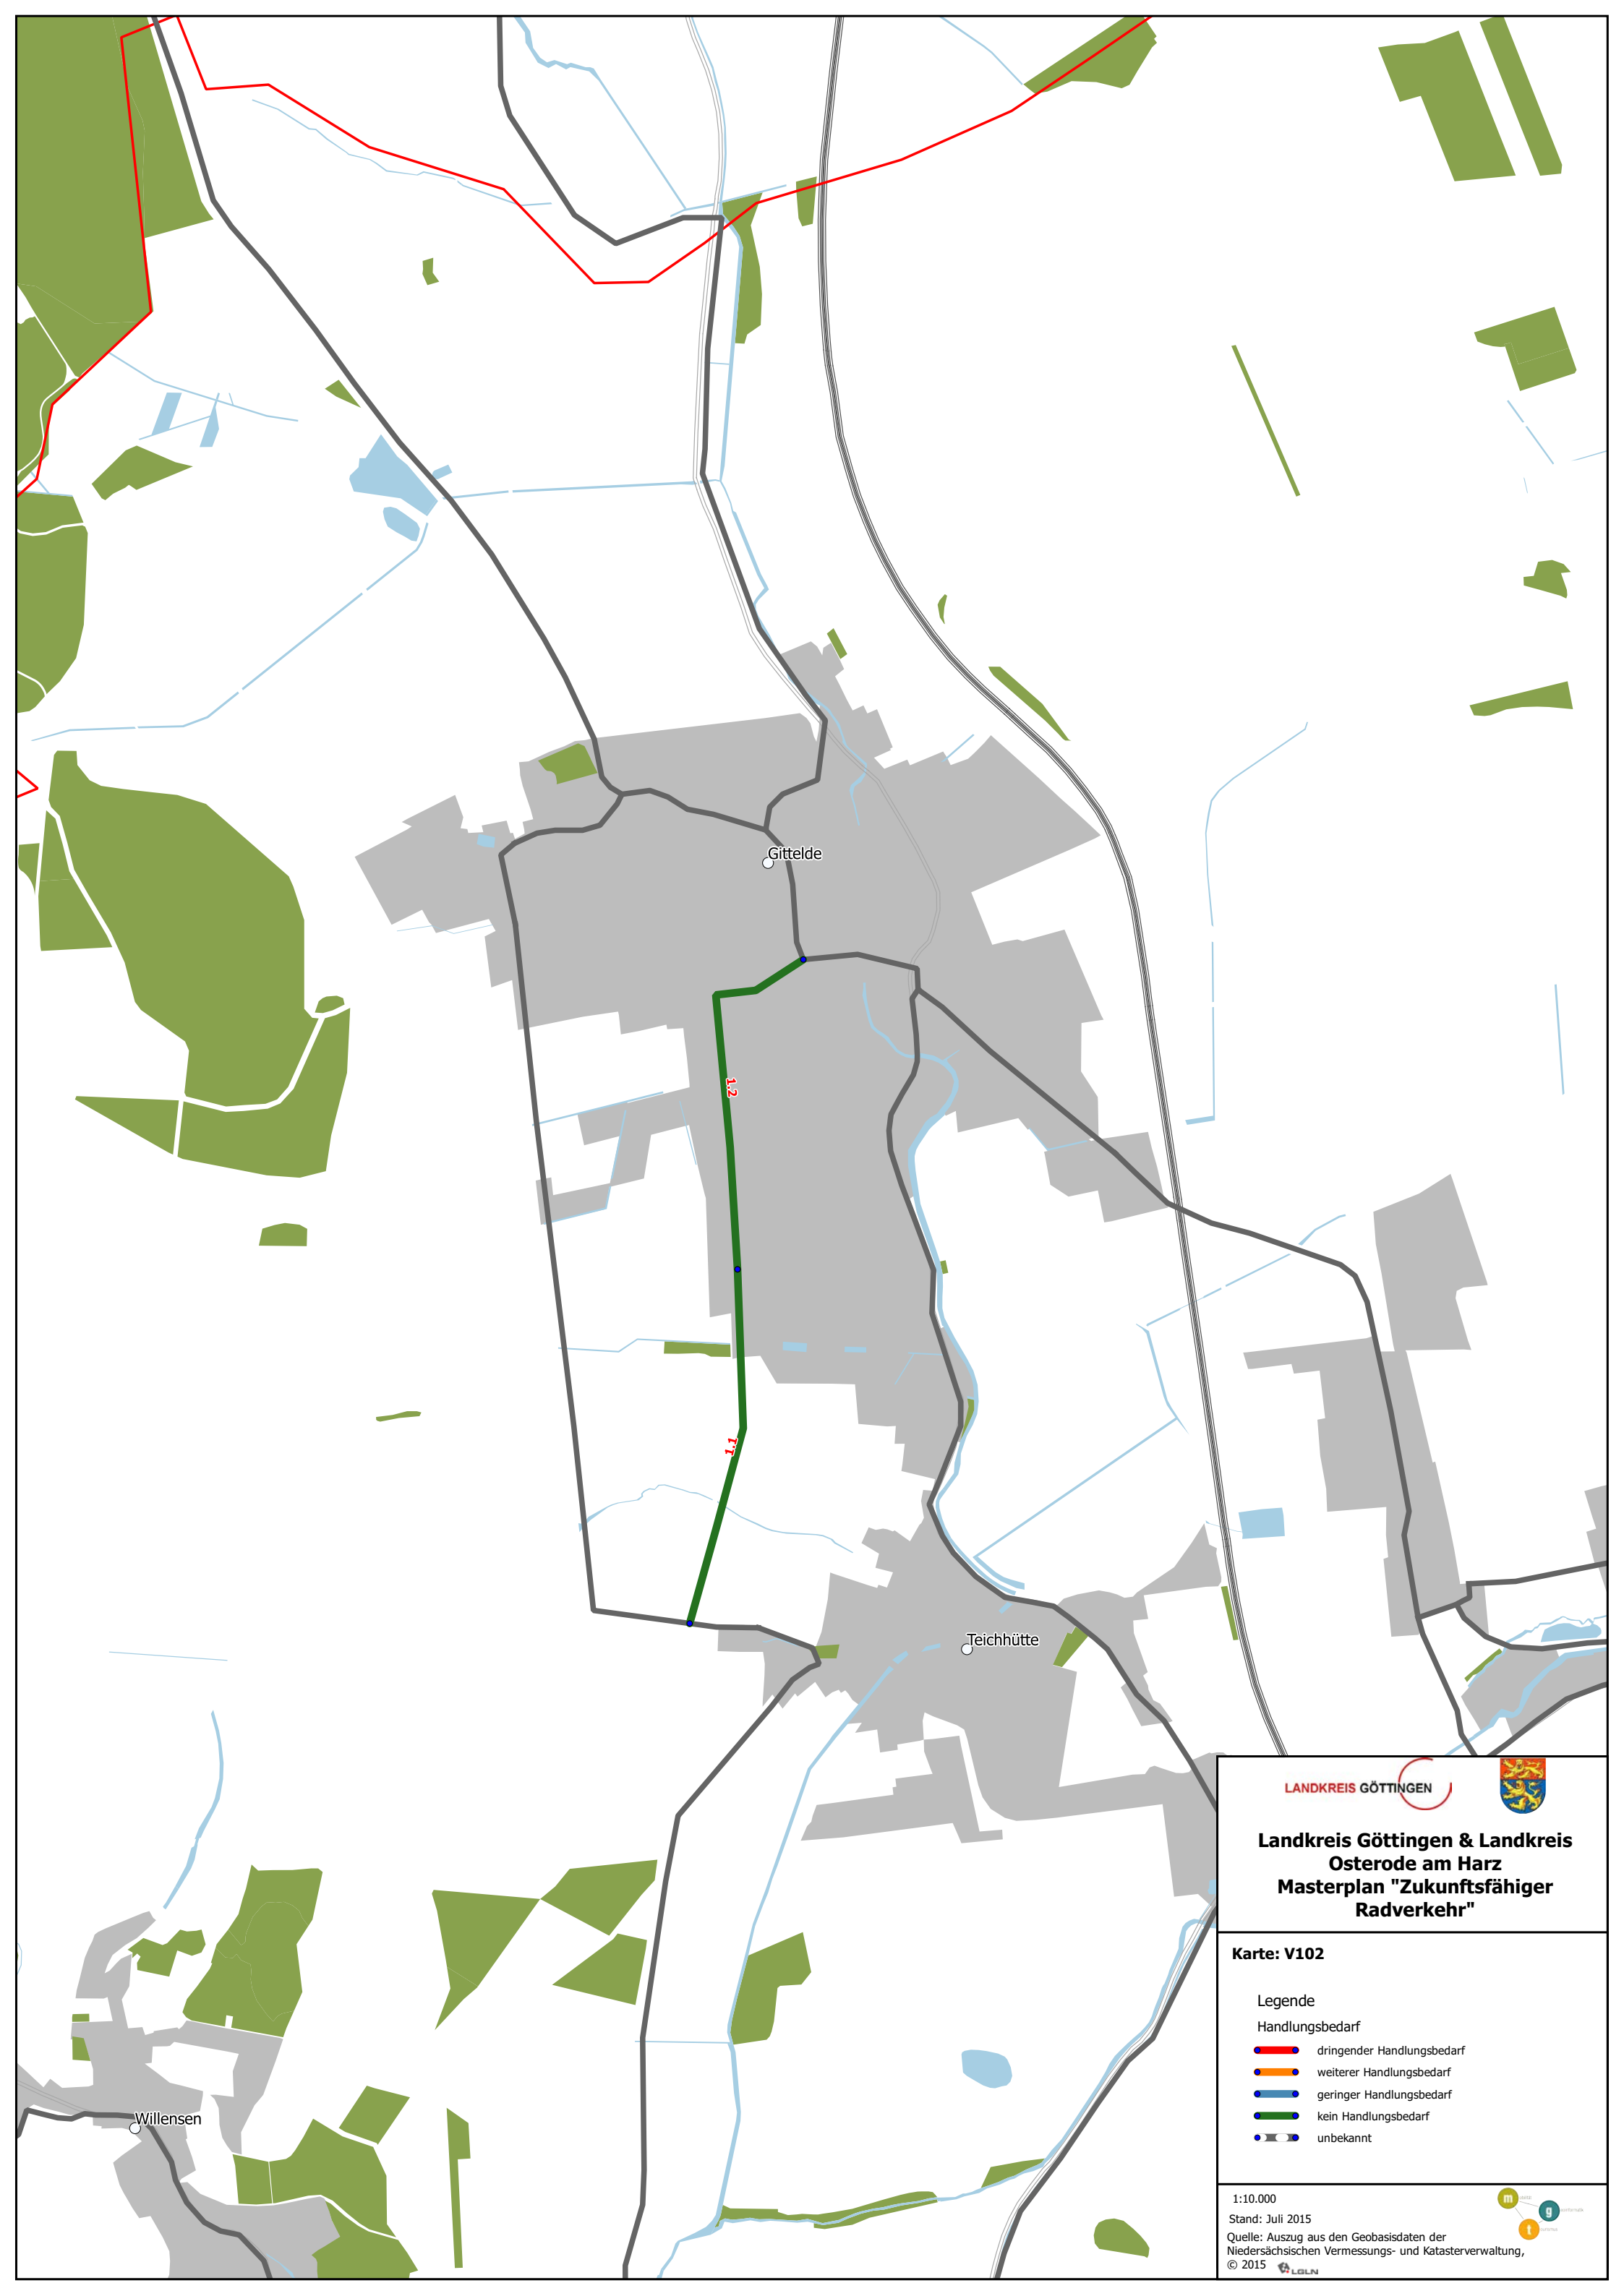 Gittelde
1.2
1.1
Teichhütte
Willensen
LANDKREIS GÖTTINGEN
Landkreis Göttingen & Landkreis
Osterode am Harz
Masterplan "Zukunftsfähiger
Radverkehr"
Karte: V102
Legende
Handlungsbedarf
dringender Handlungsbedarf
weiterer Handlungsbedarf
geringer Handlungsbedarf
kein Handlungsbedarf
unbekannt
1:10.000
Stand: Juli 2015
Quelle: Auszug aus den Geobasisdaten der
Niedersächsischen Vermessungs- und Katasterverwaltung,
© 2015 LGLN
m
g
t